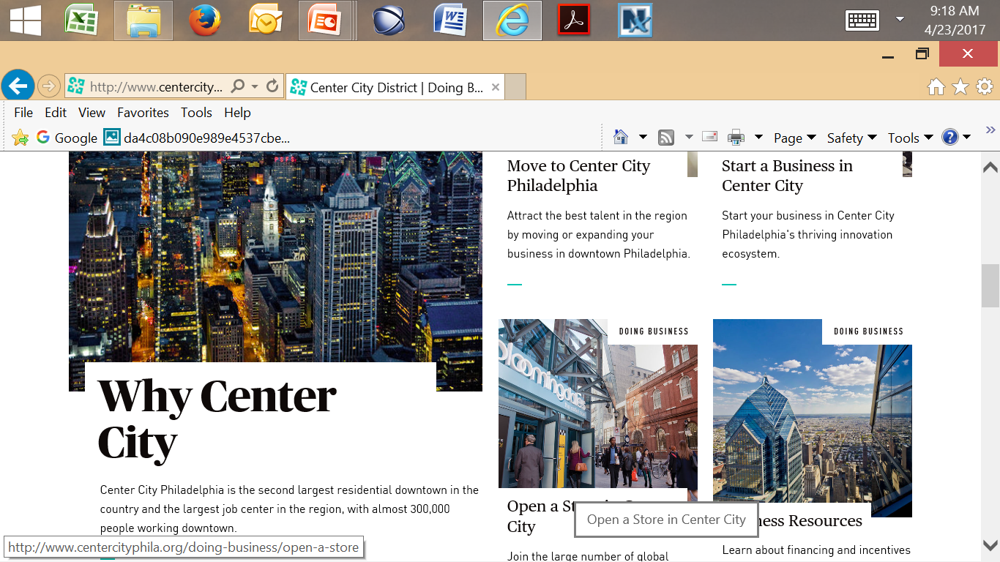 9:18 AM
4/23/2017
http://www.centercity...
Center City District | Doing B...
File Edit View Favorites Tools Help
Google da4c08b090e989e4537cbe...
Page Safety Tools
PSFS
Move to Center City
Philadelphia
Attract the best talent in the region
by moving or expanding your
business in downtown Philadelphia.
Start a Business in
Center City
Start your business in Center City
Philadelphia's thriving innovation
ecosystem.
Why Center
City
Center City Philadelphia is the second largest residential downtown in the
country and the largest job center in the region, with almost 300,000
people working downtown.
DOING BUSINESS
bloomingdale's
Open a
City
Join the large number of global
DOING BUSINESS
Resources
Learn about financing and incentives
Open a Store in Center City
http://www.centercityphila.org/doing-business/open-a-store